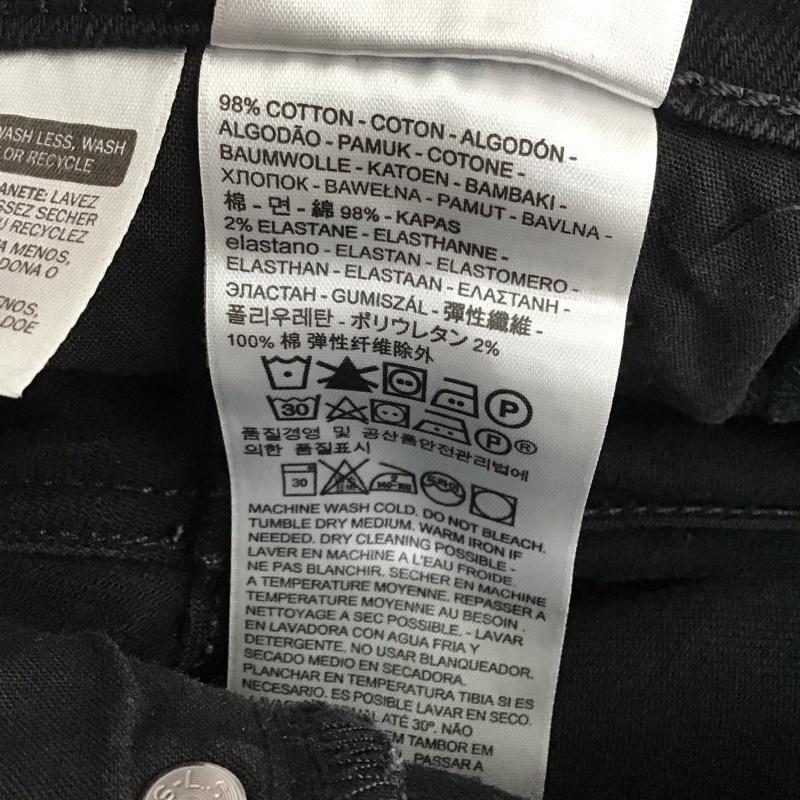 WASH LESS, WASH
OR RECYCLE
LAVEZ
SECHER
RECYCLEZ
MENOS,
DONA O
DOE
98% COTTON - COTON - ALGODÓN -
ALGODÃO - PAMUK - COTONE -
BAUMWOLLE - KATOEN - BAMBAKI -
ХЛОПОК - BAWEŁNA - PAMUT - BAVLNA -
棉 - 면 - 綿 98% - KAPAS
2% ELASTANE - ELASTHANNE -
elastano - ELASTAN - ELASTOMERO -
ELASTHAN - ELASTAAN - ΕΛΑΣΤΑΝΗ -
ЭЛАСТАН - GUMISZÁL - 彈性纖維 -
폴리우레탄 - ポリウレタン 2%
100% 棉 弹性纤维除外
P
30 P ®
품질경영 및 공산품안전관리법에
의한 품질표시
30
MACHINE WASH COLD. DO NOT BLEACH.
TUMBLE DRY MEDIUM. WARM IRON IF
NEEDED. DRY CLEANING POSSIBLE -
LAVER EN MACHINE A L'EAU FROIDE.
NE PAS BLANCHIR. SECHER EN MACHINE
A TEMPERATURE MOYENNE. REPASSER A
TEMPERATURE MOYENNE AU BESOIN .
NETTOYAGE A SEC POSSIBLE. - LAVAR
EN LAVADORA CON AGUA FRIA Y
DETERGENTE. NO USAR BLANQUEADOR.
SECADO MEDIO EN SECADORA.
PLANCHAR EN TEMPERATURA TIBIA SI ES
NECESARIO. ES POSIBLE LAVAR EN SECO.
ATÉ 30º. NÃO
EM TAMBOR EM
PASSAR A